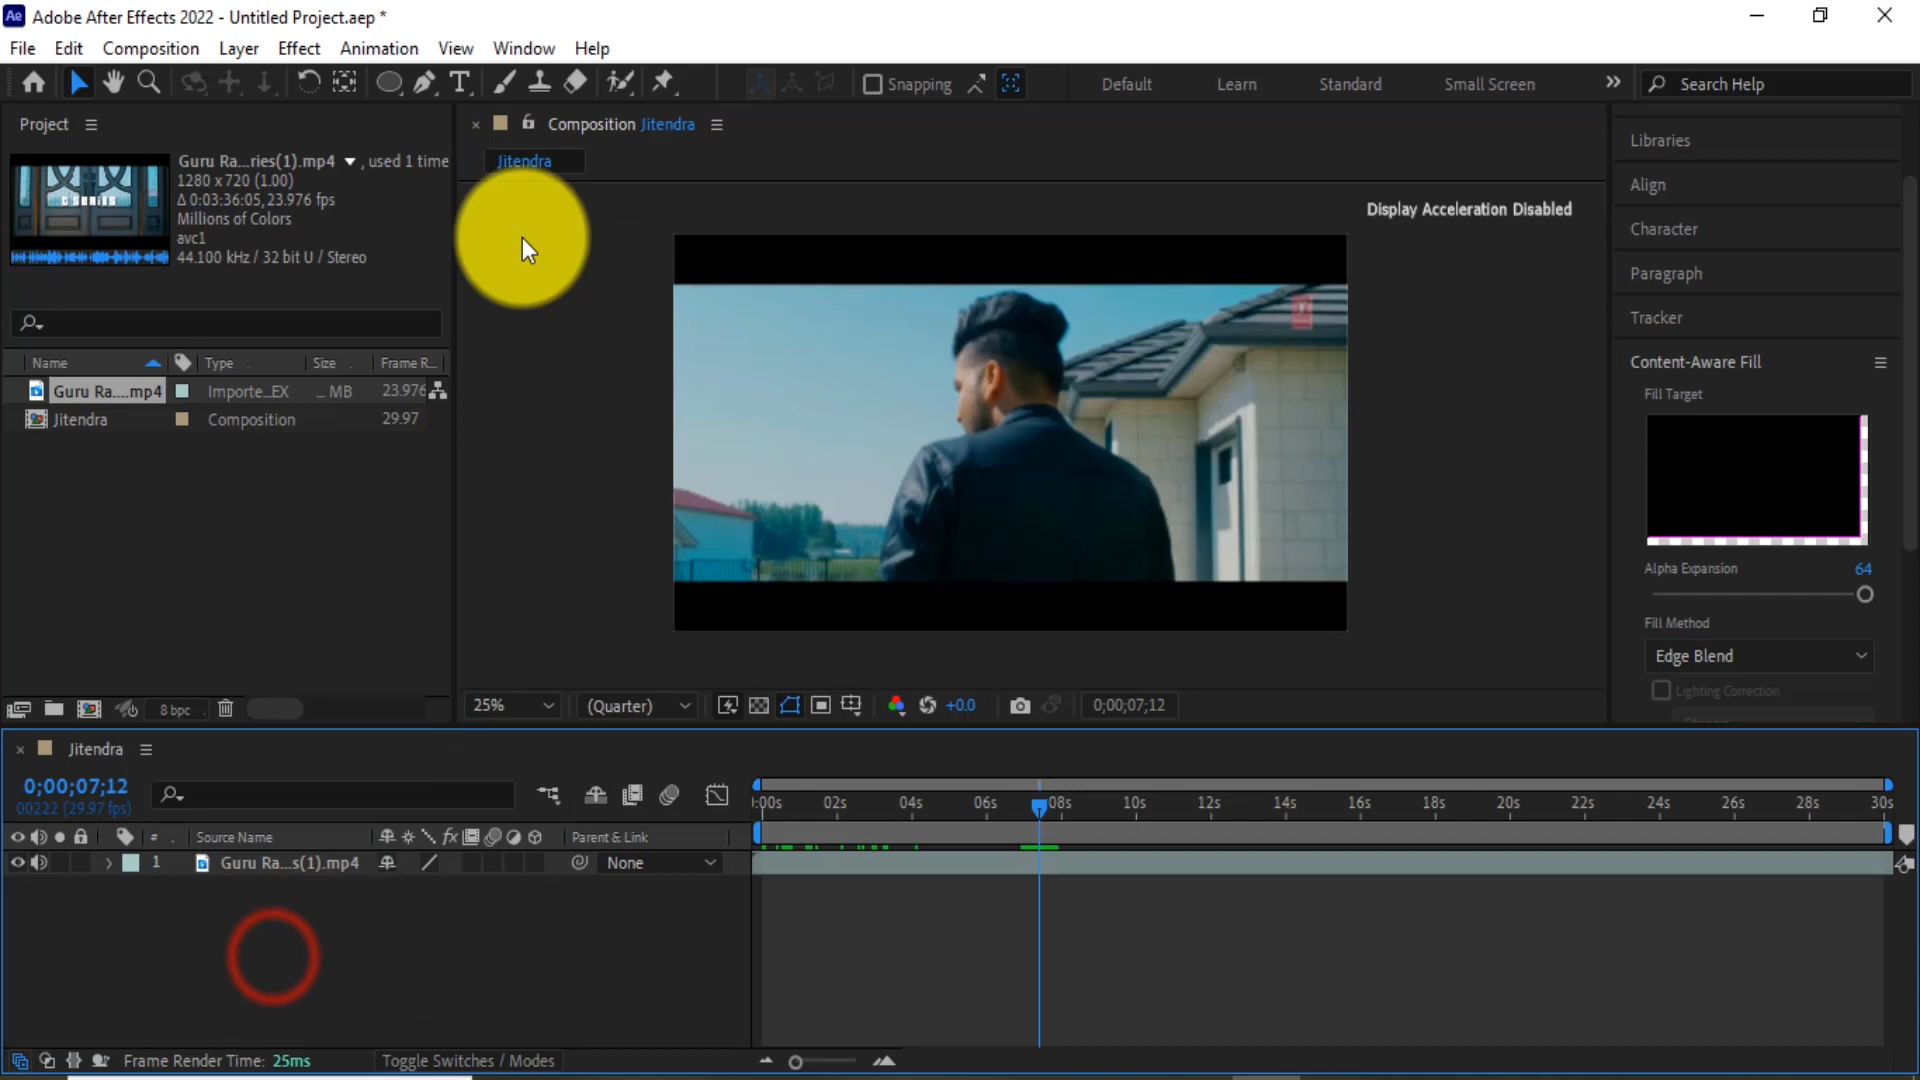 Ae Adobe After Effects 2022 - Untitled Project.aep *
File Edit Composition Layer Effect Animation View Window Help
T Snapping Default Learn Standard Small Screen Search Help
Project
Guru Ra...ries(1).mp4 , used 1 time
1280 x 720 (1.00)
Δ 0:03:36:05, 23.976 fps
Millions of Colors
avc1
44.100 kHz / 32 bit U / Stereo
Name Type Size Frame R...
Guru Ra....mp4 Importe...EX ... MB 23.976
Jitendra Composition 29.97
8 bpc
Composition Jitendra
Jitendra
Display Acceleration Disabled
25% (Quarter) +0.0 0;00;07;12
Libraries
Align
Character
Paragraph
Tracker
Content-Aware Fill
Fill Target
Alpha Expansion 64
Fill Method
Edge Blend
Lighting Correction
Jitendra
0;00;07;12
00222 (29.97 fps)
:00s 02s 04s 06s 08s 10s 12s 14s 16s 18s 20s 22s 24s 26s 28s 30s
# Source Name fx Parent & Link
1 Guru Ra...s(1).mp4 None
Frame Render Time: 25ms Toggle Switches / Modes